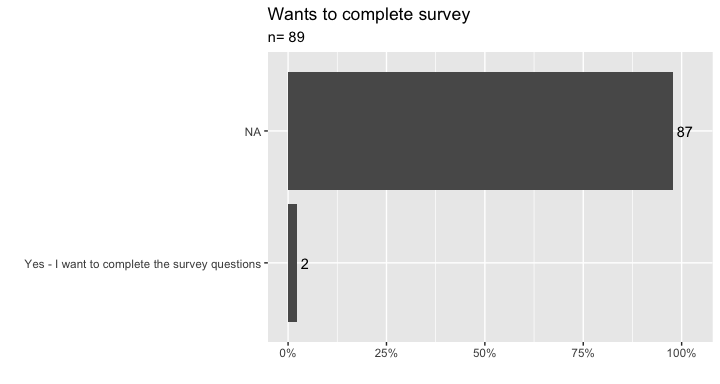 Wants to complete survey
n= 89
NA
87
Yes - I want to complete the survey questions
2
0%
25%
50%
75%
100%